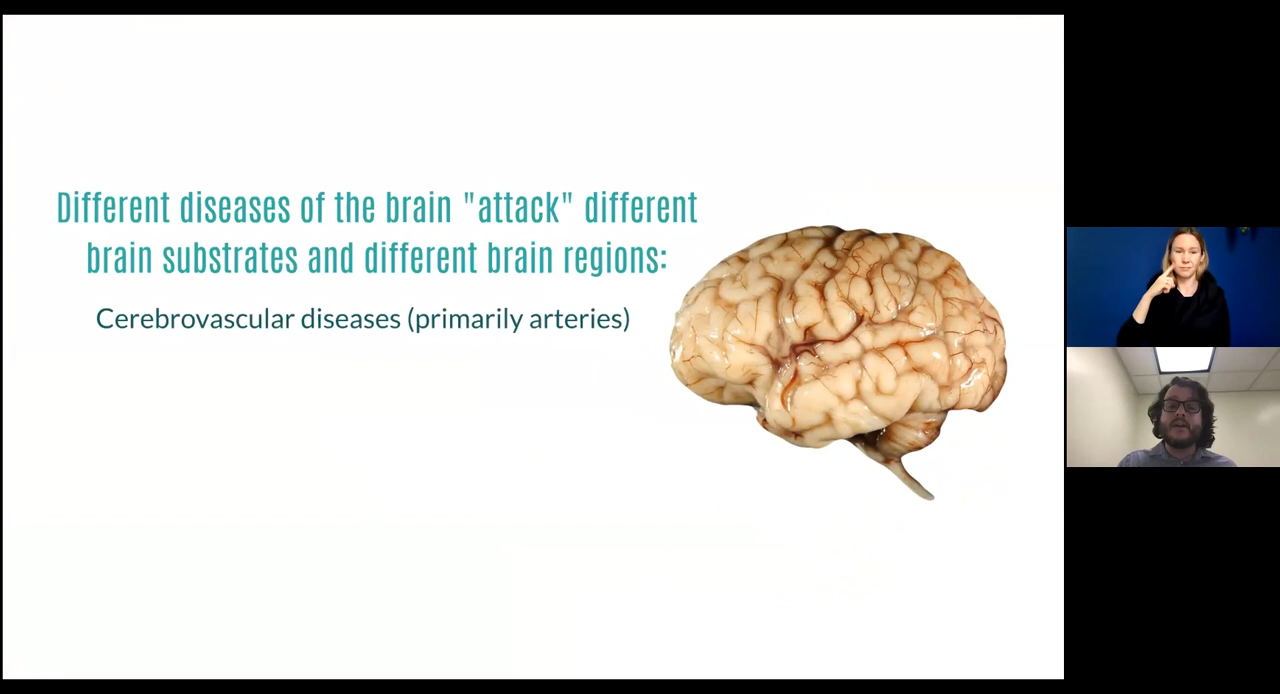 Different diseases of the brain "attack" different
brain substrates and different brain regions:
Cerebrovascular diseases (primarily arteries)